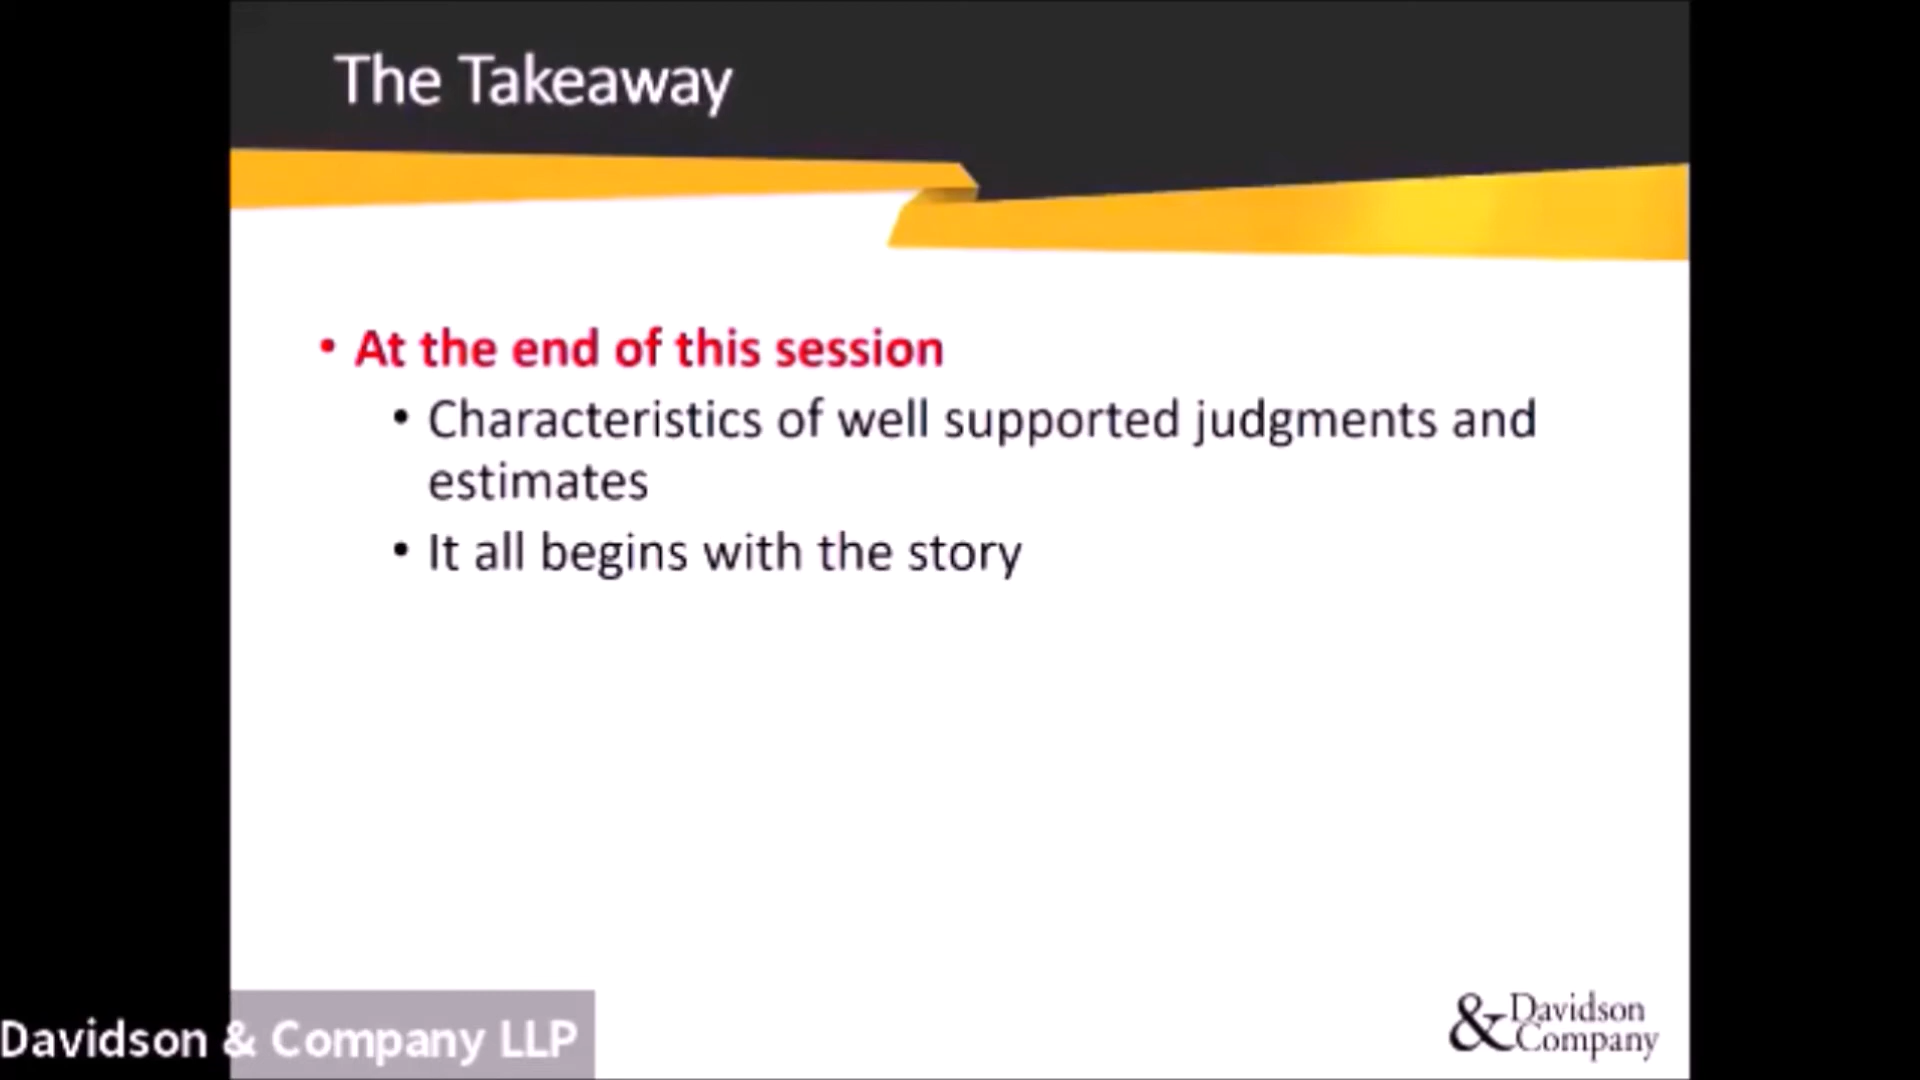 The Takeaway
• At the end of this session
• Characteristics of well supported judgments and
estimates
• It all begins with the story
Davidson & Company LLP
& Davidson
Company